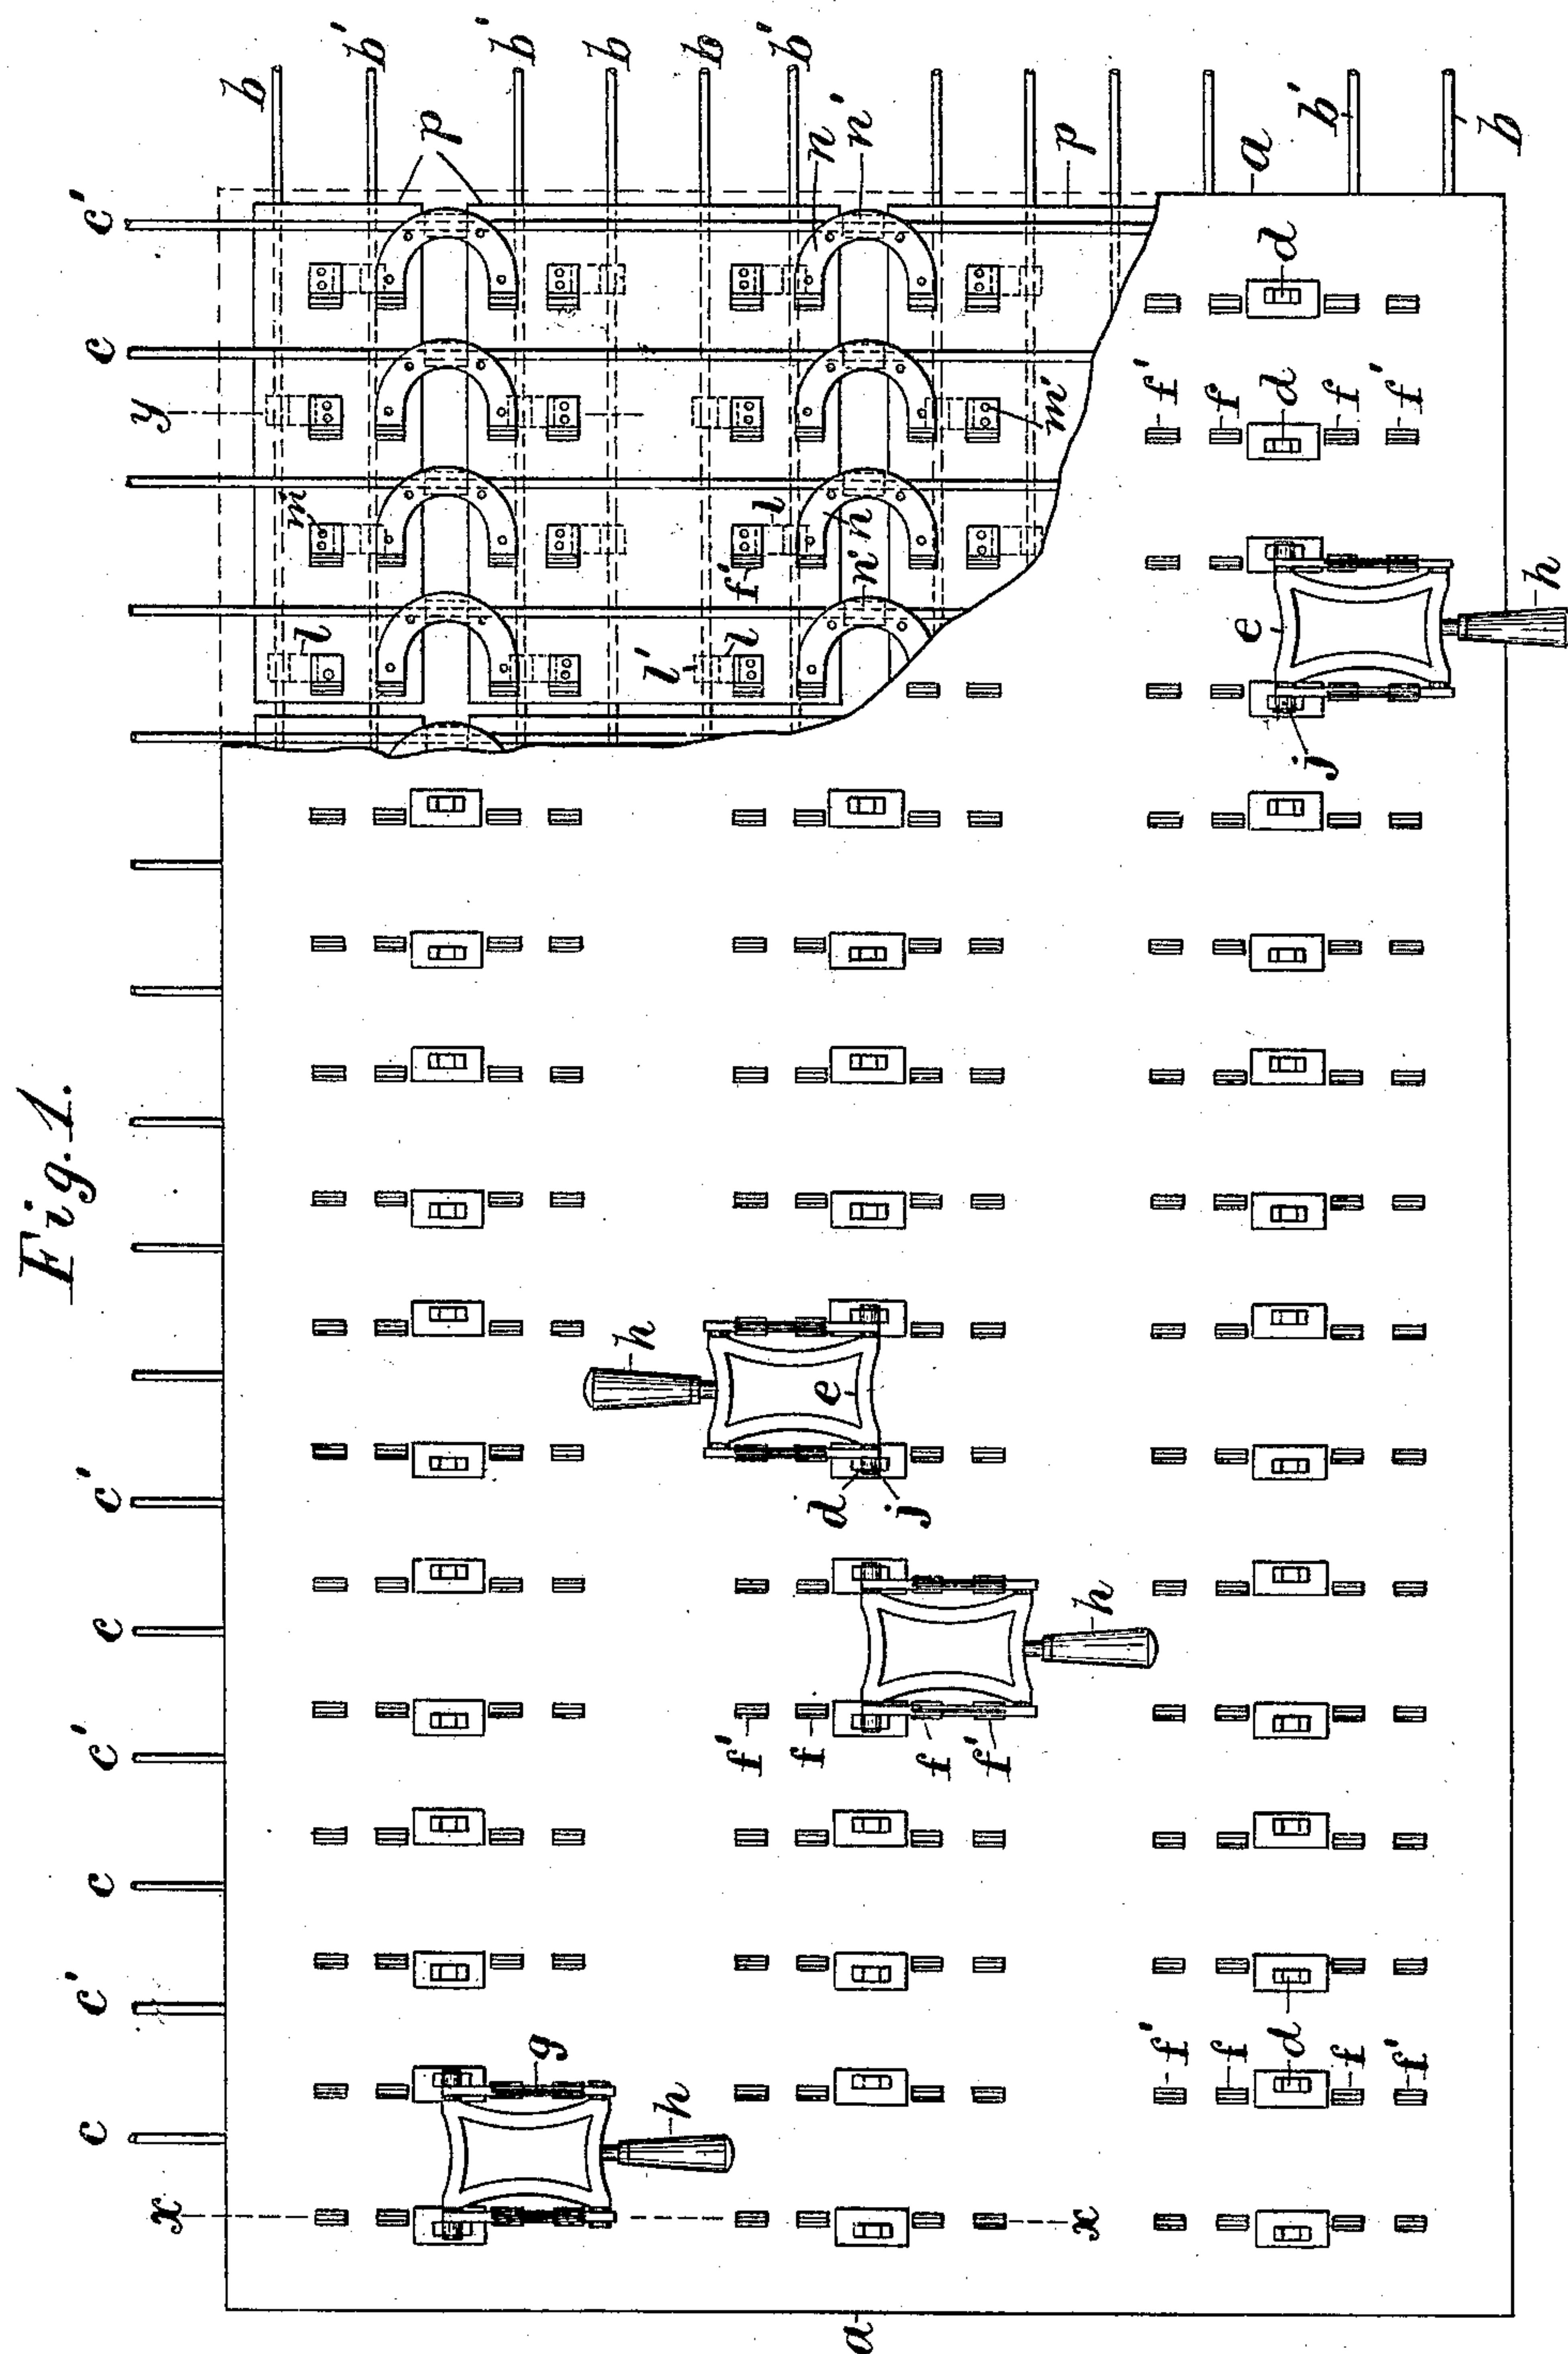 Fig. 1.
b b' b' b b b' b' b
p n n' p a
c' c c' c c' c c' c
y m' m f' l n n' l l' l
d d f' f d f f'
e h j
h e d j
f' f f f' h
g h
f' f d d f f'
x x
a